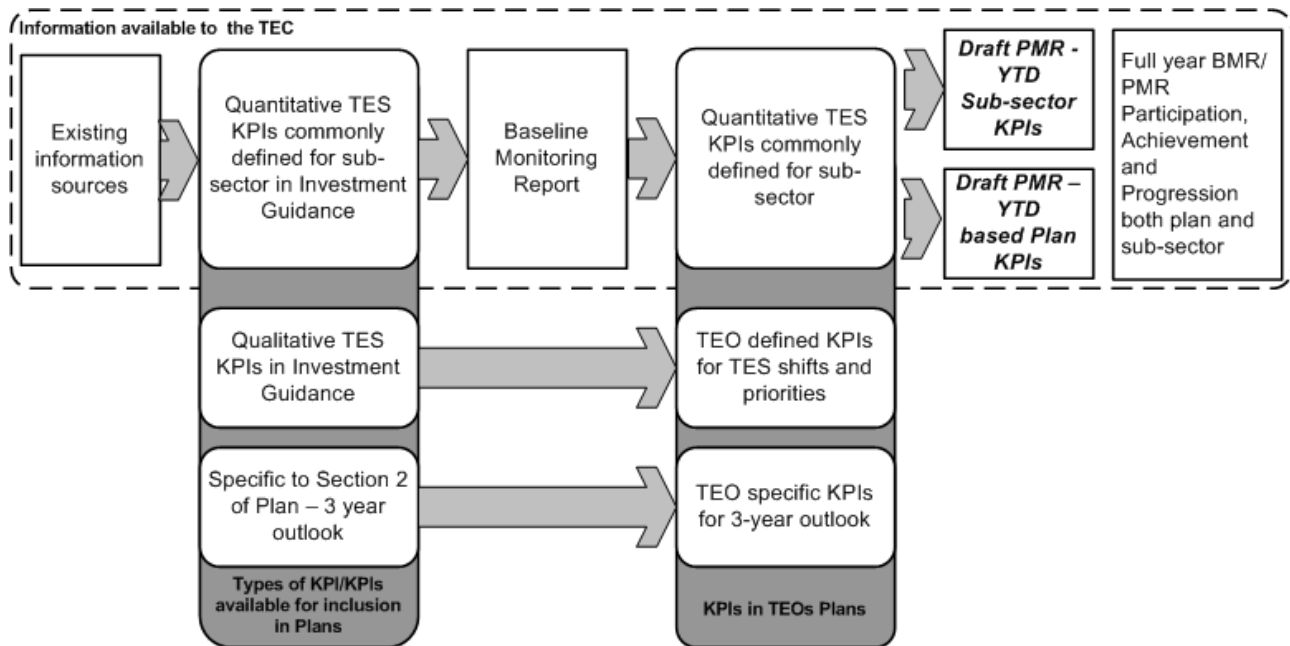 Information available to the TEC
Existing
information
sources
Quantitative TES
KPIs commonly
defined for sub-
sector in Investment
Guidance
Baseline
Monitoring
Report
Quantitative TES
KPIs commonly
defined for sub-
sector
Draft PMR -
YTD
Sub-sector
KPIs
Draft PMR –
YTD
based Plan
KPIs
Full year BMR/
PMR
Participation,
Achievement
and
Progression
both plan and
sub-sector
Qualitative TES
KPIs in Investment
Guidance
TEO defined KPIs
for TES shifts and
priorities
Specific to Section 2
of Plan – 3 year
outlook
TEO specific KPIs
for 3-year outlook
Types of KPI/KPIs
available for inclusion
in Plans
KPIs in TEOs Plans